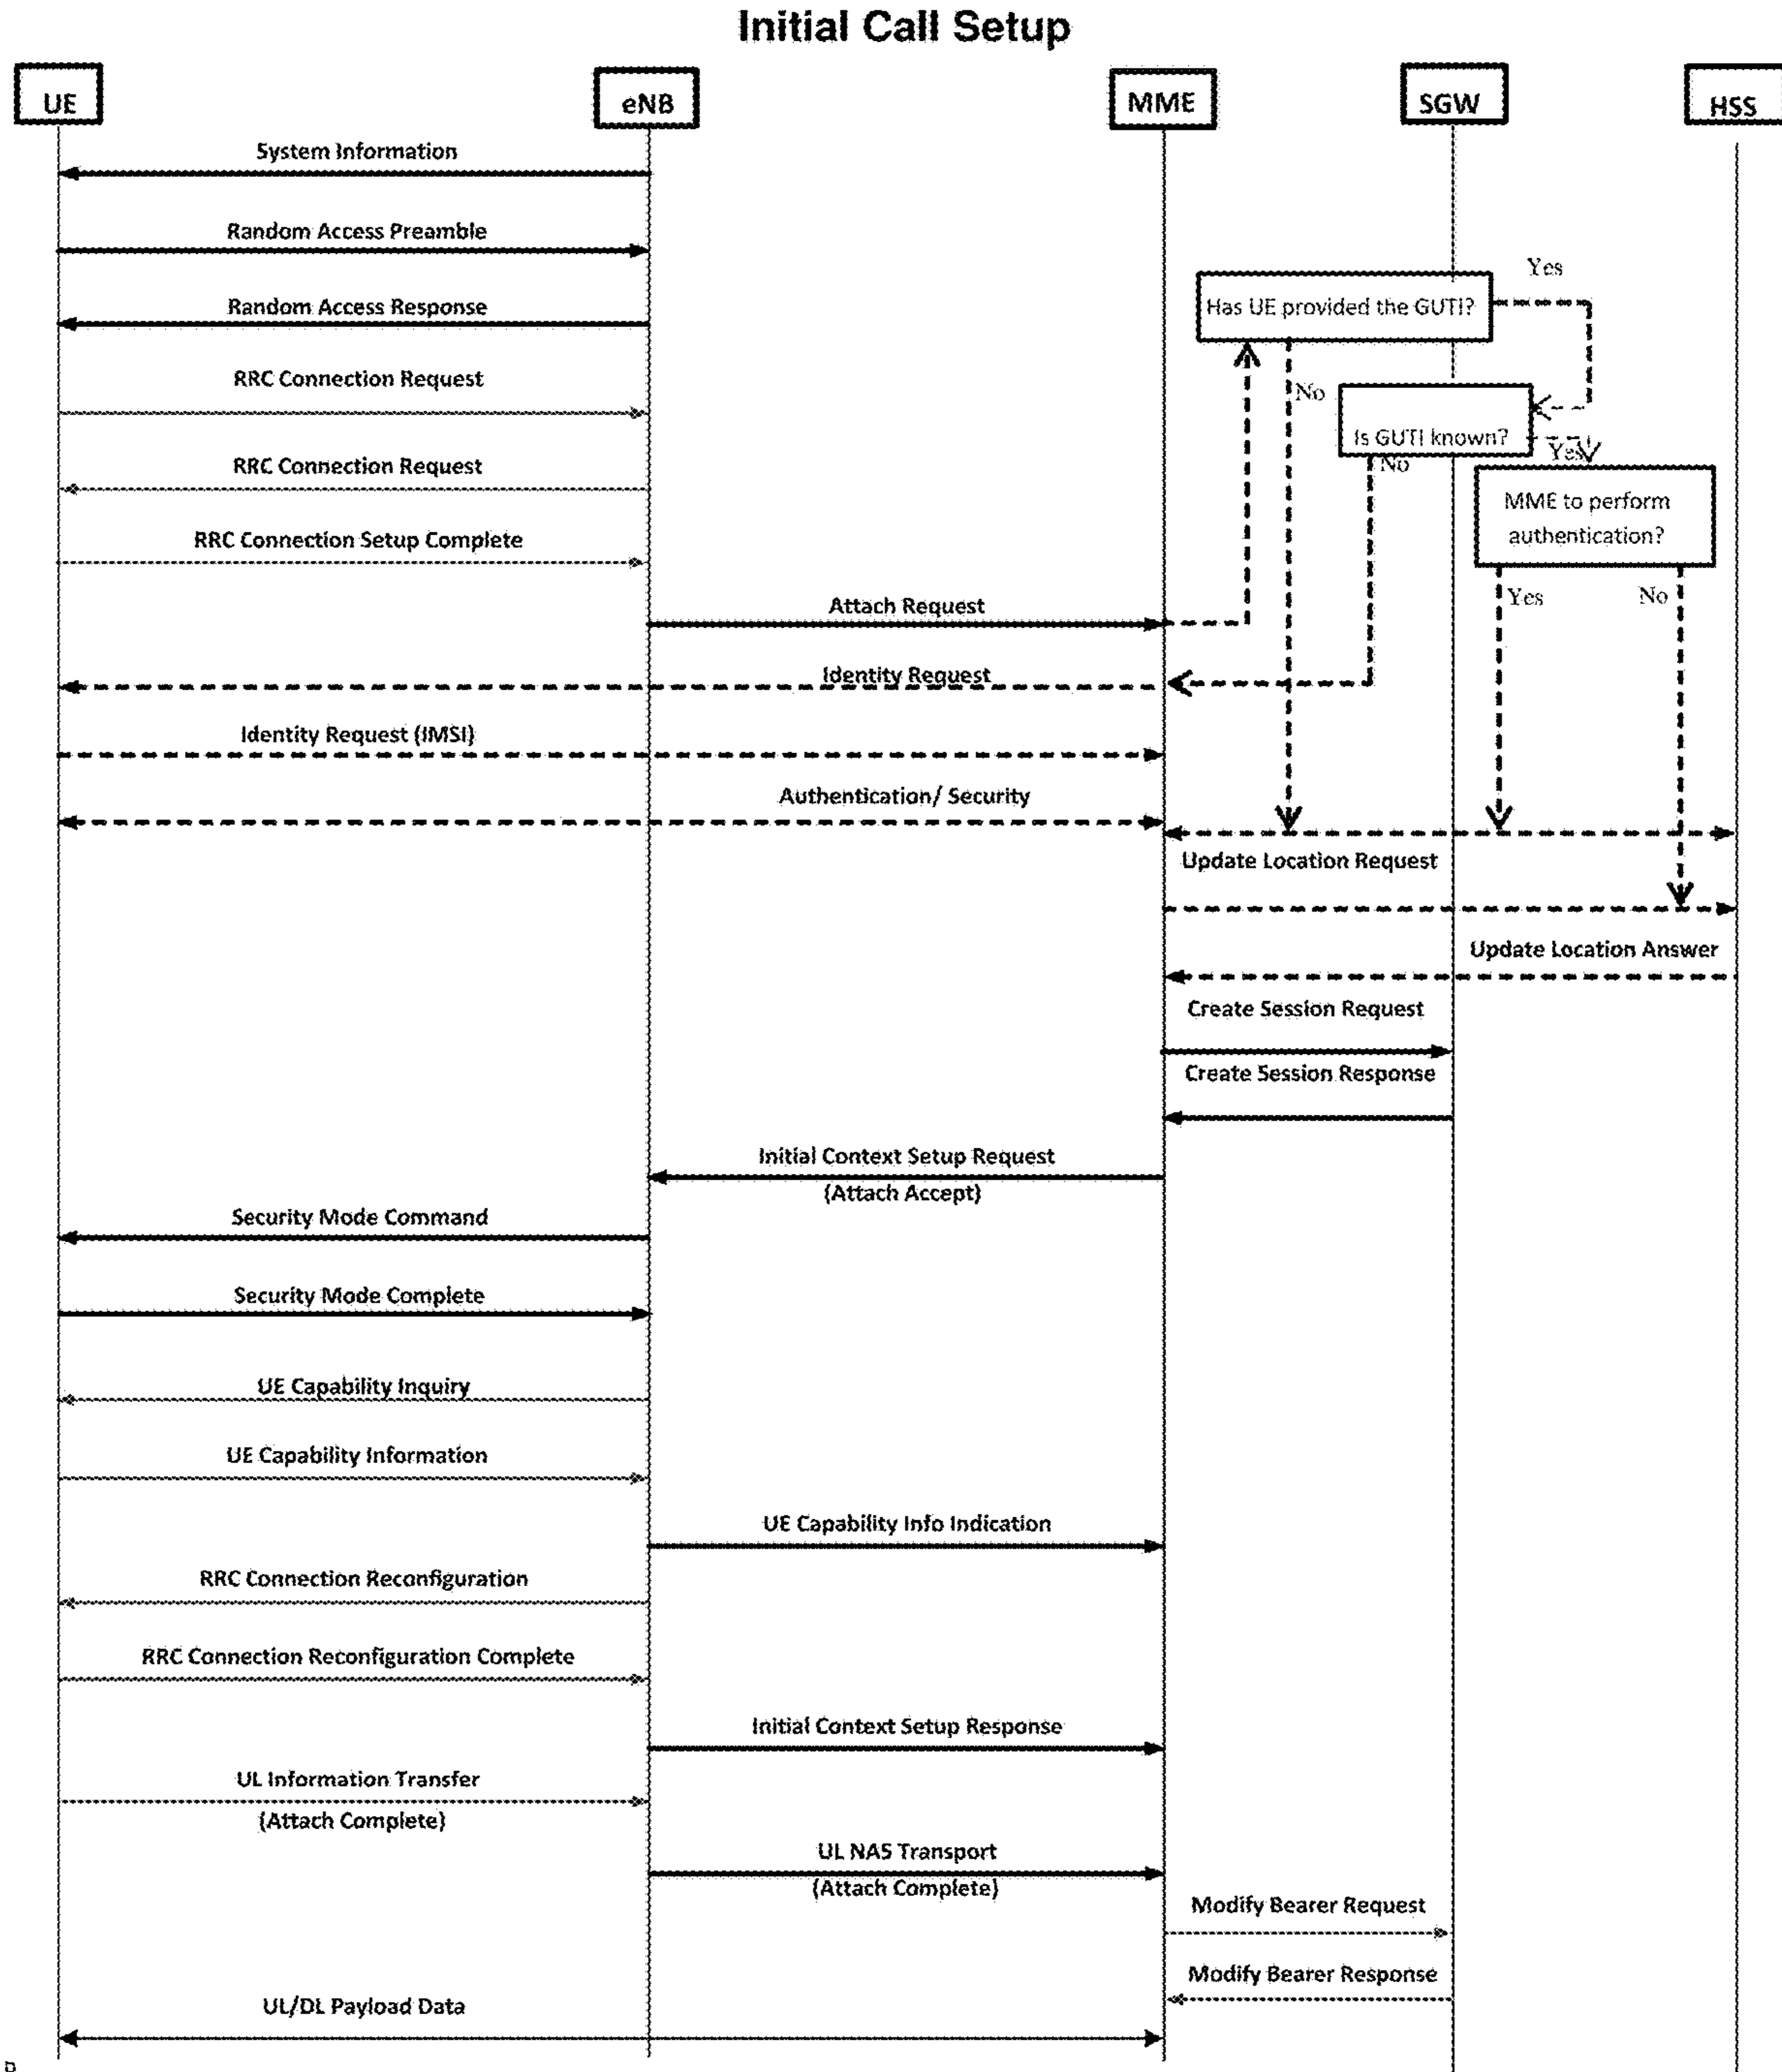 Initial Call Setup
UE
eNB
MME
SGW
HSS
System Information
Random Access Preamble
Yes
Has UE provided the GUTI?
Random Access Response
RRC Connection Request
No
Is GUTI known?
Yes
No
RRC Connection Request
MME to perform
authentication?
RRC Connection Setup Complete
Yes
No
Attach Request
Identity Request
Identity Request (IMSI)
Authentication/ Security
Update Location Request
Update Location Answer
Create Session Request
Create Session Response
Initial Context Setup Request
(Attach Accept)
Security Mode Command
Security Mode Complete
UE Capability Inquiry
UE Capability Information
UE Capability Info Indication
RRC Connection Reconfiguration
RRC Connection Reconfiguration Complete
Initial Context Setup Response
UL Information Transfer
(Attach Complete)
UL NAS Transport
(Attach Complete)
Modify Bearer Request
Modify Bearer Response
UL/DL Payload Data